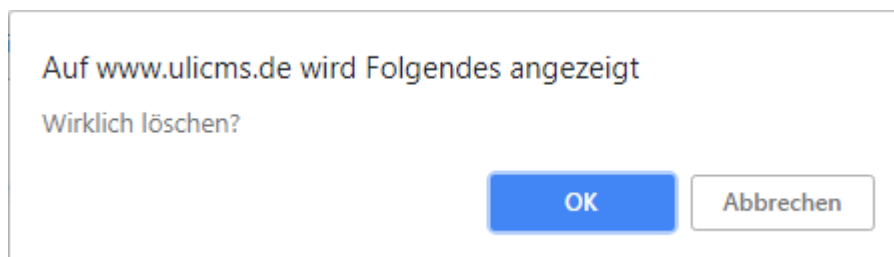 Auf www.ulicms.de wird Folgendes angezeigt
Wirklich löschen?
OK Abbrechen